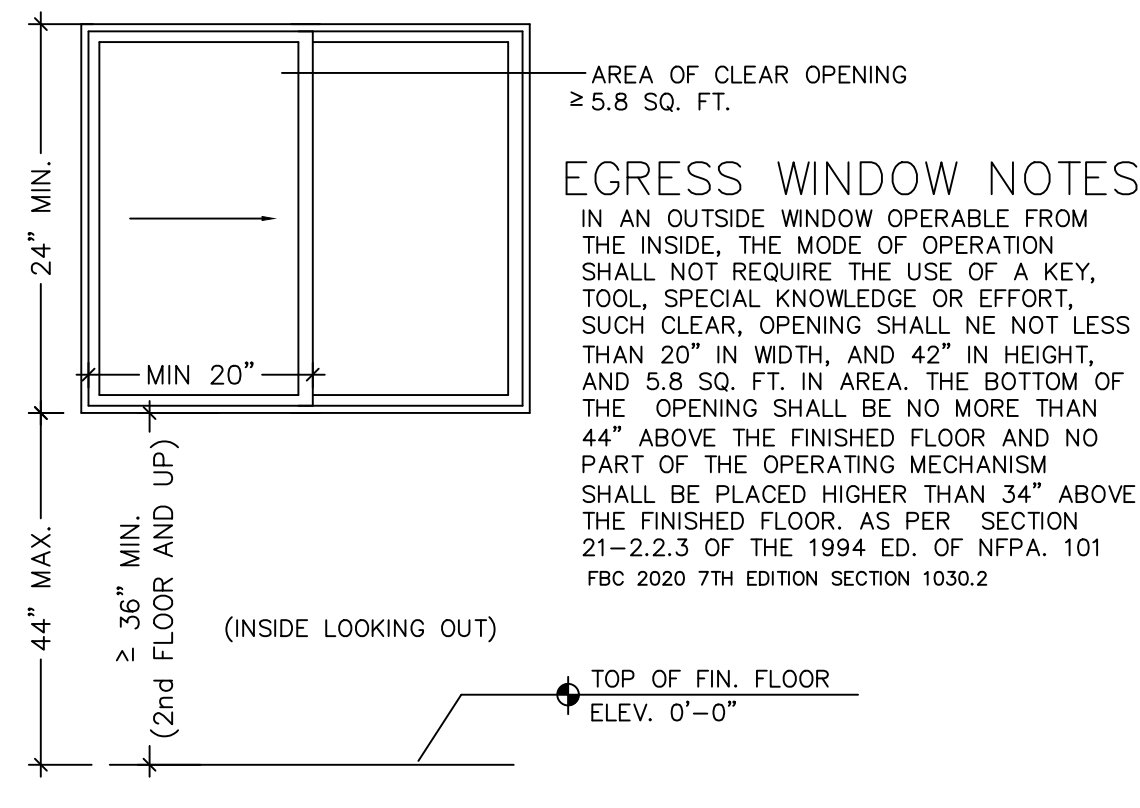 AREA OF CLEAR OPENING
≥ 5.8 SQ. FT.
24” MIN.
MIN 20”
44” MAX.
≥ 36” MIN.
(2nd FLOOR AND UP)
(INSIDE LOOKING OUT)
TOP OF FIN. FLOOR
ELEV. 0’-0”
EGRESS WINDOW NOTES
IN AN OUTSIDE WINDOW OPERABLE FROM
THE INSIDE, THE MODE OF OPERATION
SHALL NOT REQUIRE THE USE OF A KEY,
TOOL, SPECIAL KNOWLEDGE OR EFFORT,
SUCH CLEAR, OPENING SHALL NE NOT LESS
THAN 20” IN WIDTH, AND 42” IN HEIGHT,
AND 5.8 SQ. FT. IN AREA. THE BOTTOM OF
THE OPENING SHALL BE NO MORE THAN
44” ABOVE THE FINISHED FLOOR AND NO
PART OF THE OPERATING MECHANISM
SHALL BE PLACED HIGHER THAN 34” ABOVE
THE FINISHED FLOOR. AS PER SECTION
21-2.2.3 OF THE 1994 ED. OF NFPA. 101
FBC 2020 7TH EDITION SECTION 1030.2